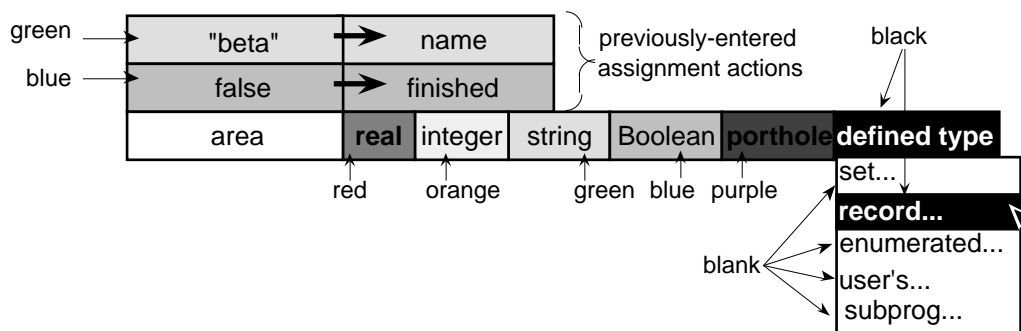 green
"beta"
name
previously-entered
assignment actions
black
blue
false
finished
area
real
integer
string
Boolean
porthole
defined type
red
orange
green
blue
purple
set...
record...
enumerated...
user's...
subprog...
blank